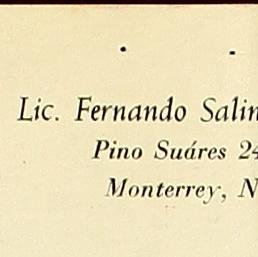 Lic. Fernando Salin
Pino Suáres 24
Monterrey, N